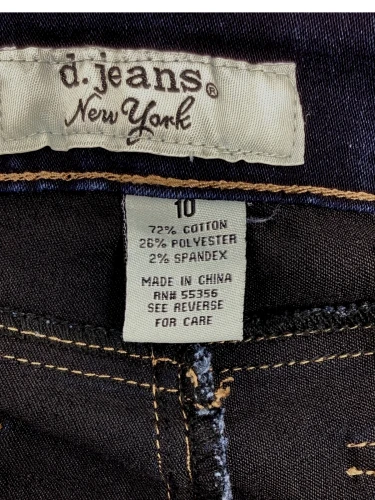 d.jeans®
New York
10
72% COTTON
26% POLYESTER
2% SPANDEX
MADE IN CHINA
RN# 55356
SEE REVERSE
FOR CARE